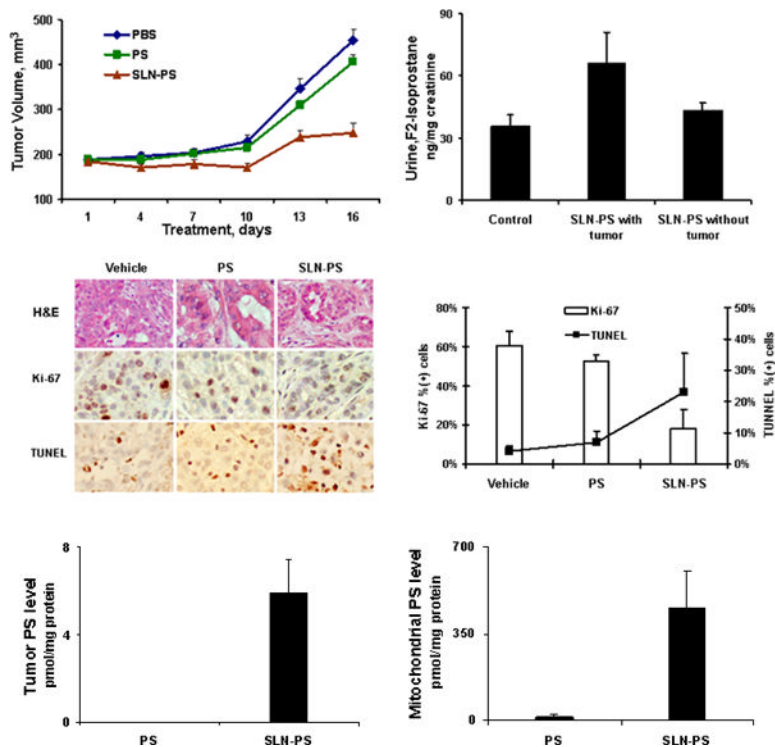 500
400
300
200
100
Tumor Volume, mm3
PBS
PS
SLN-PS
1 4 7 10 13 16
Treatment, days
90
60
30
0
Urine,F2-Isoprostane
ng/mg creatinine
Control
SLN-PS with
tumor
SLN-PS without
tumor
Vehicle PS SLN-PS
H&E
Ki-67
TUNEL
80%
60%
40%
20%
0%
Ki-67 %(+) cells
Ki-67
TUNEL
50%
40%
30%
20%
10%
0%
TUNNEL %(+) cells
Vehicle PS SLN-PS
8
4
0
Tumor PS level
pmol/mg protein
PS SLN-PS
700
350
0
Mitochondrial PS level
pmol/mg protein
PS SLN-PS